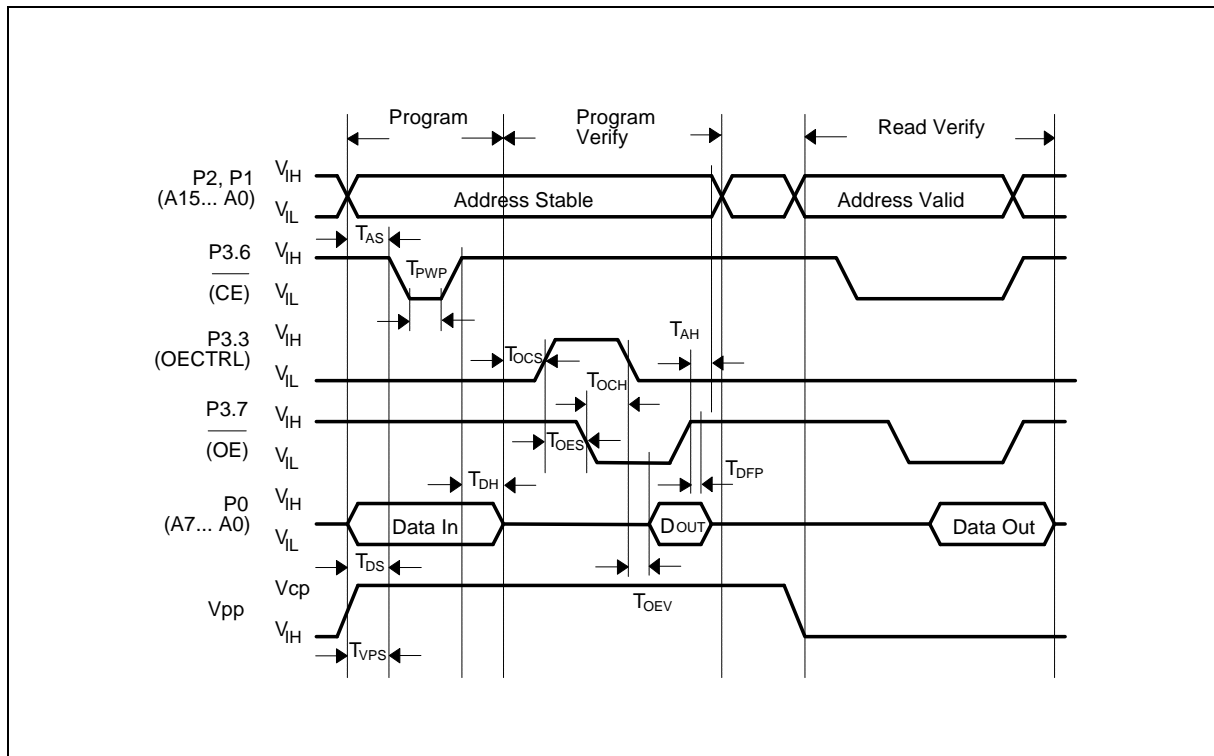 Program
Program
Verify
Read Verify
P2, P1
(A15... A0)
VIH
VIL
Address Stable
Address Valid
TAS
P3.6
(CE)
VIH
VIL
TPWP
P3.3
(OECTRL)
VIH
VIL
TOCS
TAH
TOCH
P3.7
(OE)
VIH
VIL
TOES
TDFP
TDH
P0
(A7... A0)
VIH
VIL
Data In
DOUT
Data Out
TDS
TOEV
Vpp
Vcp
VIH
TVPS